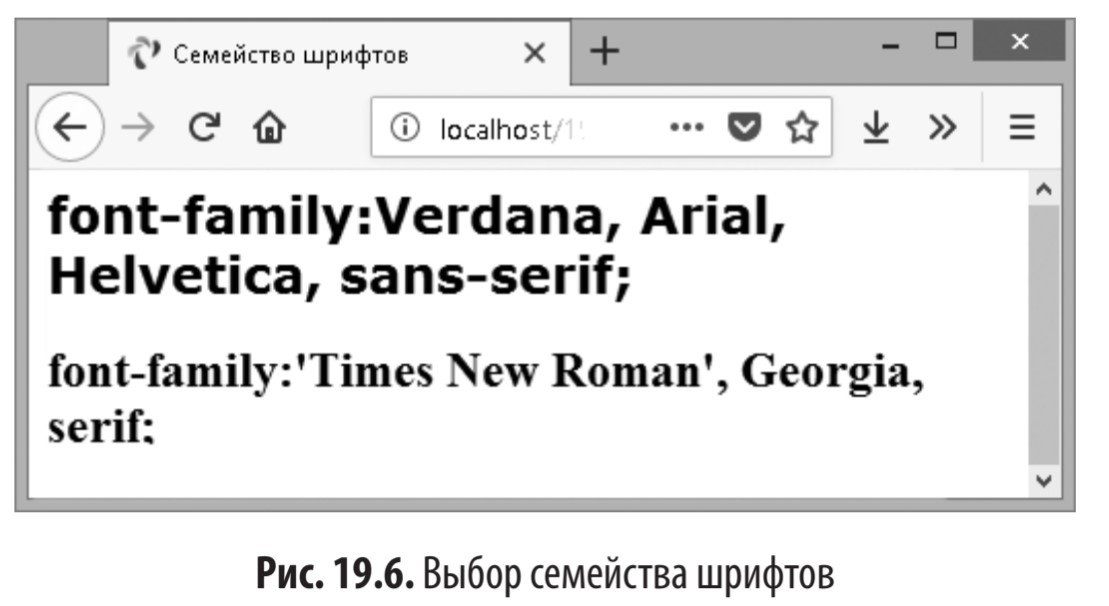 Семейство шрифтов
localhost/1
font-family:Verdana, Arial,
Helvetica, sans-serif;
font-family:'Times New Roman', Georgia,
serif;
Рис. 19.6. Выбор семейства шрифтов